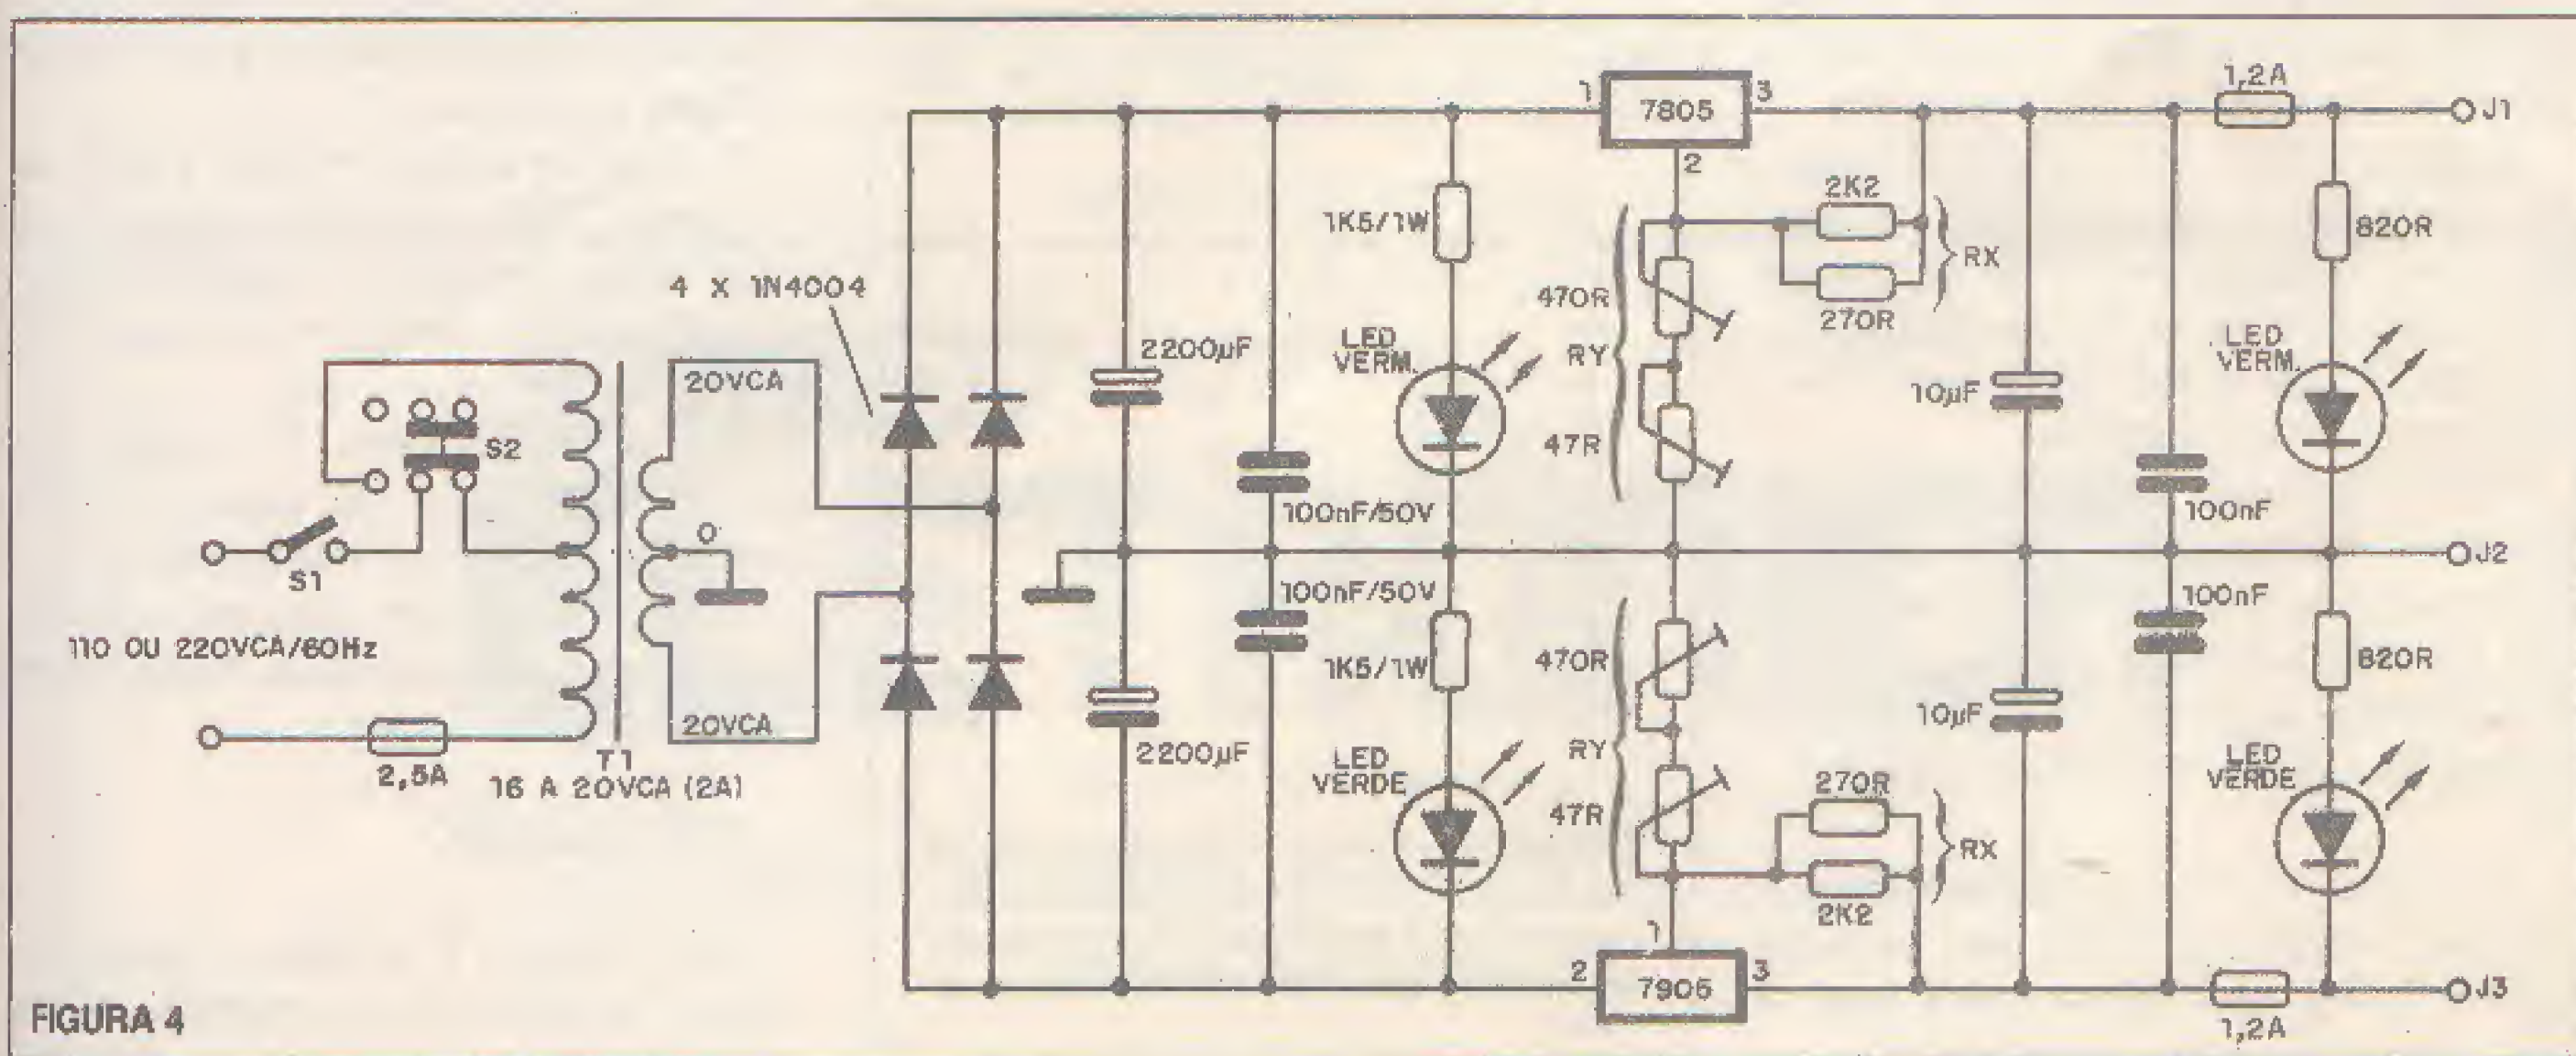 1,2A
1
7805
3
J1
2
2K2
1K5/1W
RX
820R
4 X 1N4004
470R
270R
LED
VERM.
RY
LED
VERM.
2200µF
20VCA
10µF
S2
47R
0
100nF/50V
100nF
S1
J2
100nF/50V
100nF
110 OU 220VCA/60Hz
1K5/1W
470R
820R
20VCA
10µF
2,5A
T1
16 A 20VCA (2A)
2200µF
LED
VERDE
RY
47R
270R
RX
LED
VERDE
2K2
1
2
7905
3
J3
1,2A
FIGURA 4